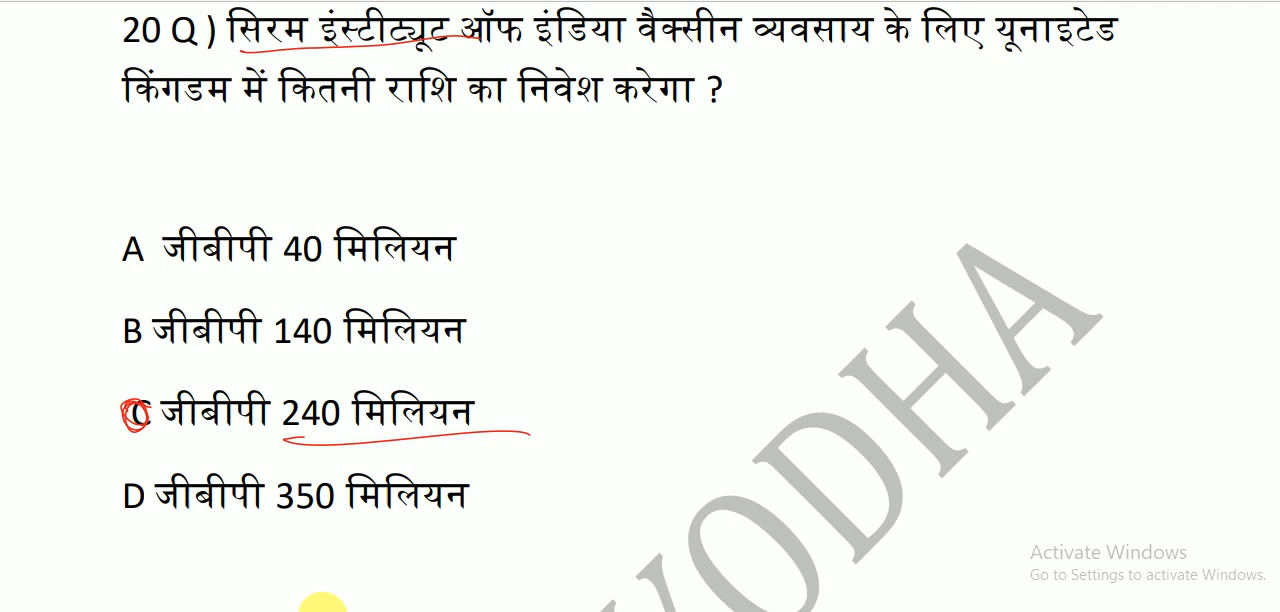 20 Q ) सिरम इंस्टीट्यूट ऑफ इंडिया वैक्सीन व्यवसाय के लिए यूनाइटेड
किंगडम में कितनी राशि का निवेश करेगा ?
A जीबीपी 40 मिलियन
B जीबीपी 140 मिलियन
C जीबीपी 240 मिलियन
D जीबीपी 350 मिलियन
YODHA
Activate Windows
Go to Settings to activate Windows.